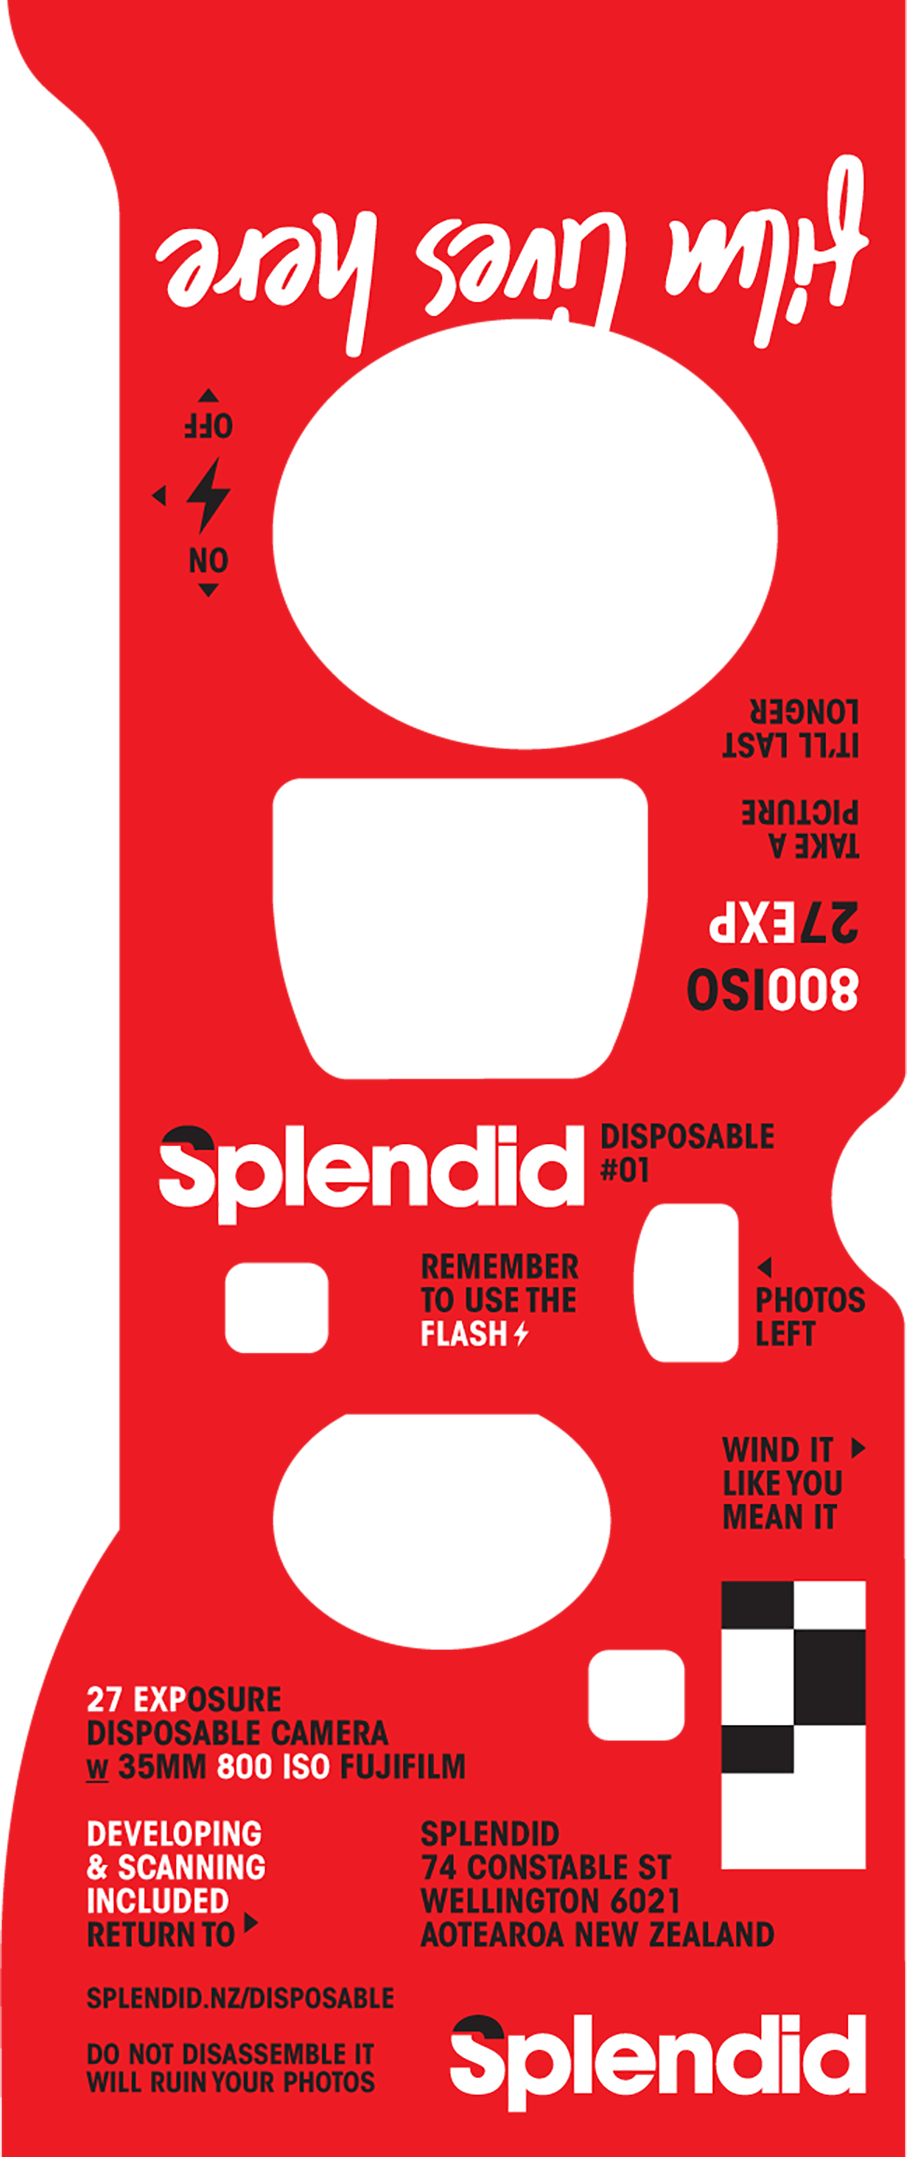 film lives here
OFF
ON
IT'LL LAST
LONGER
TAKE A
PICTURE
27EXP
800ISO
Splendid
DISPOSABLE
#01
REMEMBER
TO USE THE
FLASH
PHOTOS
LEFT
WIND IT
LIKE YOU
MEAN IT
27 EXPOSURE
DISPOSABLE CAMERA
w 35MM 800 ISO FUJIFILM
DEVELOPING
& SCANNING
INCLUDED
RETURN TO
SPLENDID
74 CONSTABLE ST
WELLINGTON 6021
AOTEAROA NEW ZEALAND
SPLENDID.NZ/DISPOSABLE
DO NOT DISASSEMBLE IT
WILL RUIN YOUR PHOTOS
Splendid